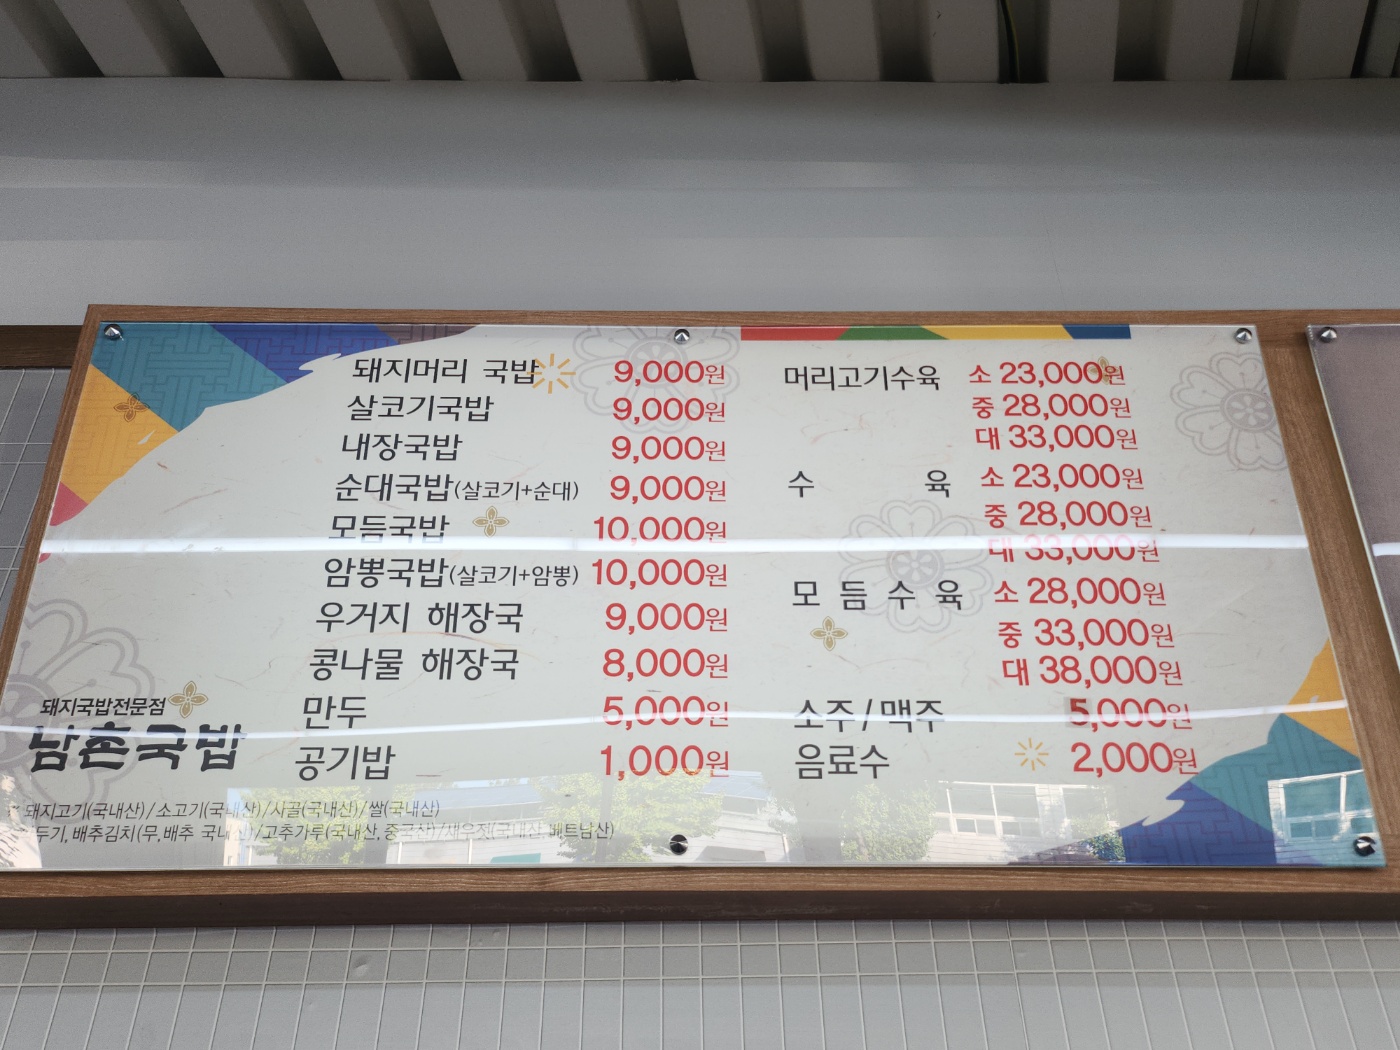 돼지머리 국밥 9,000원
살코기국밥 9,000원
내장국밥 9,000원
순대국밥(살코기+순대) 9,000원
모듬국밥 10,000원
암뽕국밥(살코기+암뽕) 10,000원
우거지 해장국 9,000원
콩나물 해장국 8,000원
만두 5,000원
공기밥 1,000원
머리고기수육 소 23,000원
중 28,000원
대 33,000원
수 육 소 23,000원
중 28,000원
대 33,000원
모 듬 수 육 소 28,000원
중 33,000원
대 38,000원
소주 / 맥주 5,000원
음료수 2,000원
돼지국밥전문점
남촌국밥
돼지고기(국내산)/소고기(국내산)/사골(국내산)/쌀(국내산)
두기, 배추김치(무,배추 국내산)/고추가루(국내산, 중국산)/새우젓(국내산 베트남산)